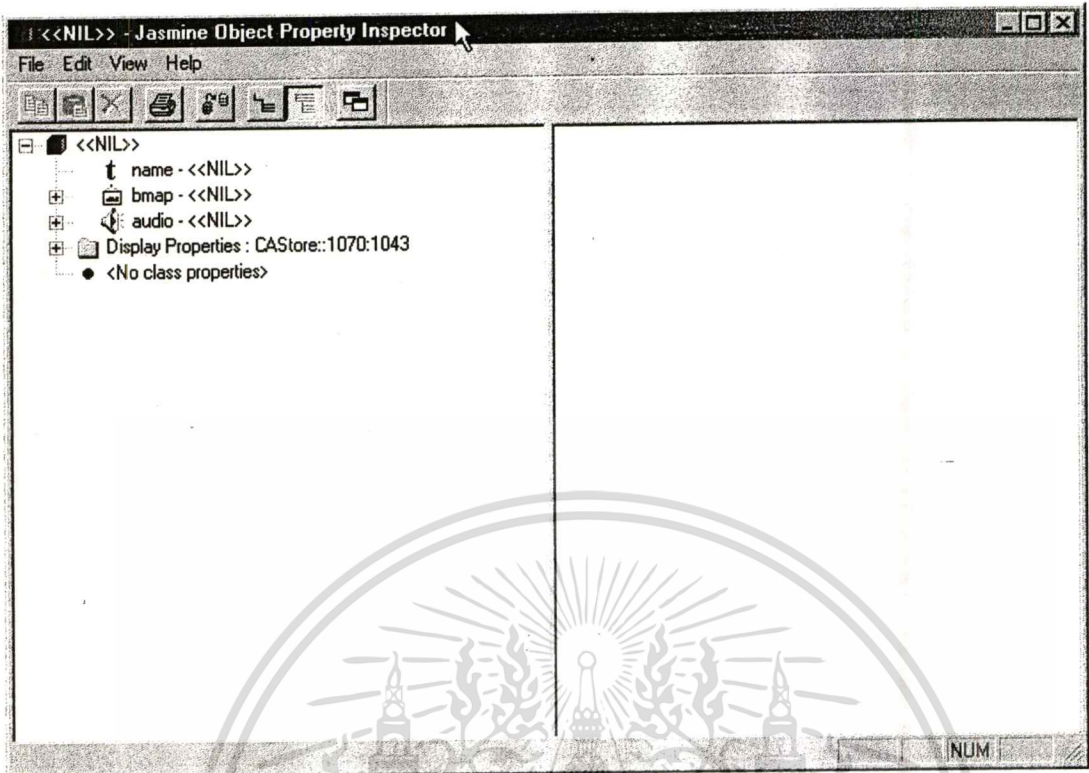 <<NIL>> - Jasmine Object Property Inspector
File Edit View Help
<<NIL>>
name - <<NIL>>
bmap - <<NIL>>
audio - <<NIL>>
Display Properties : CAStore::1070:1043
<No class properties>
NUM